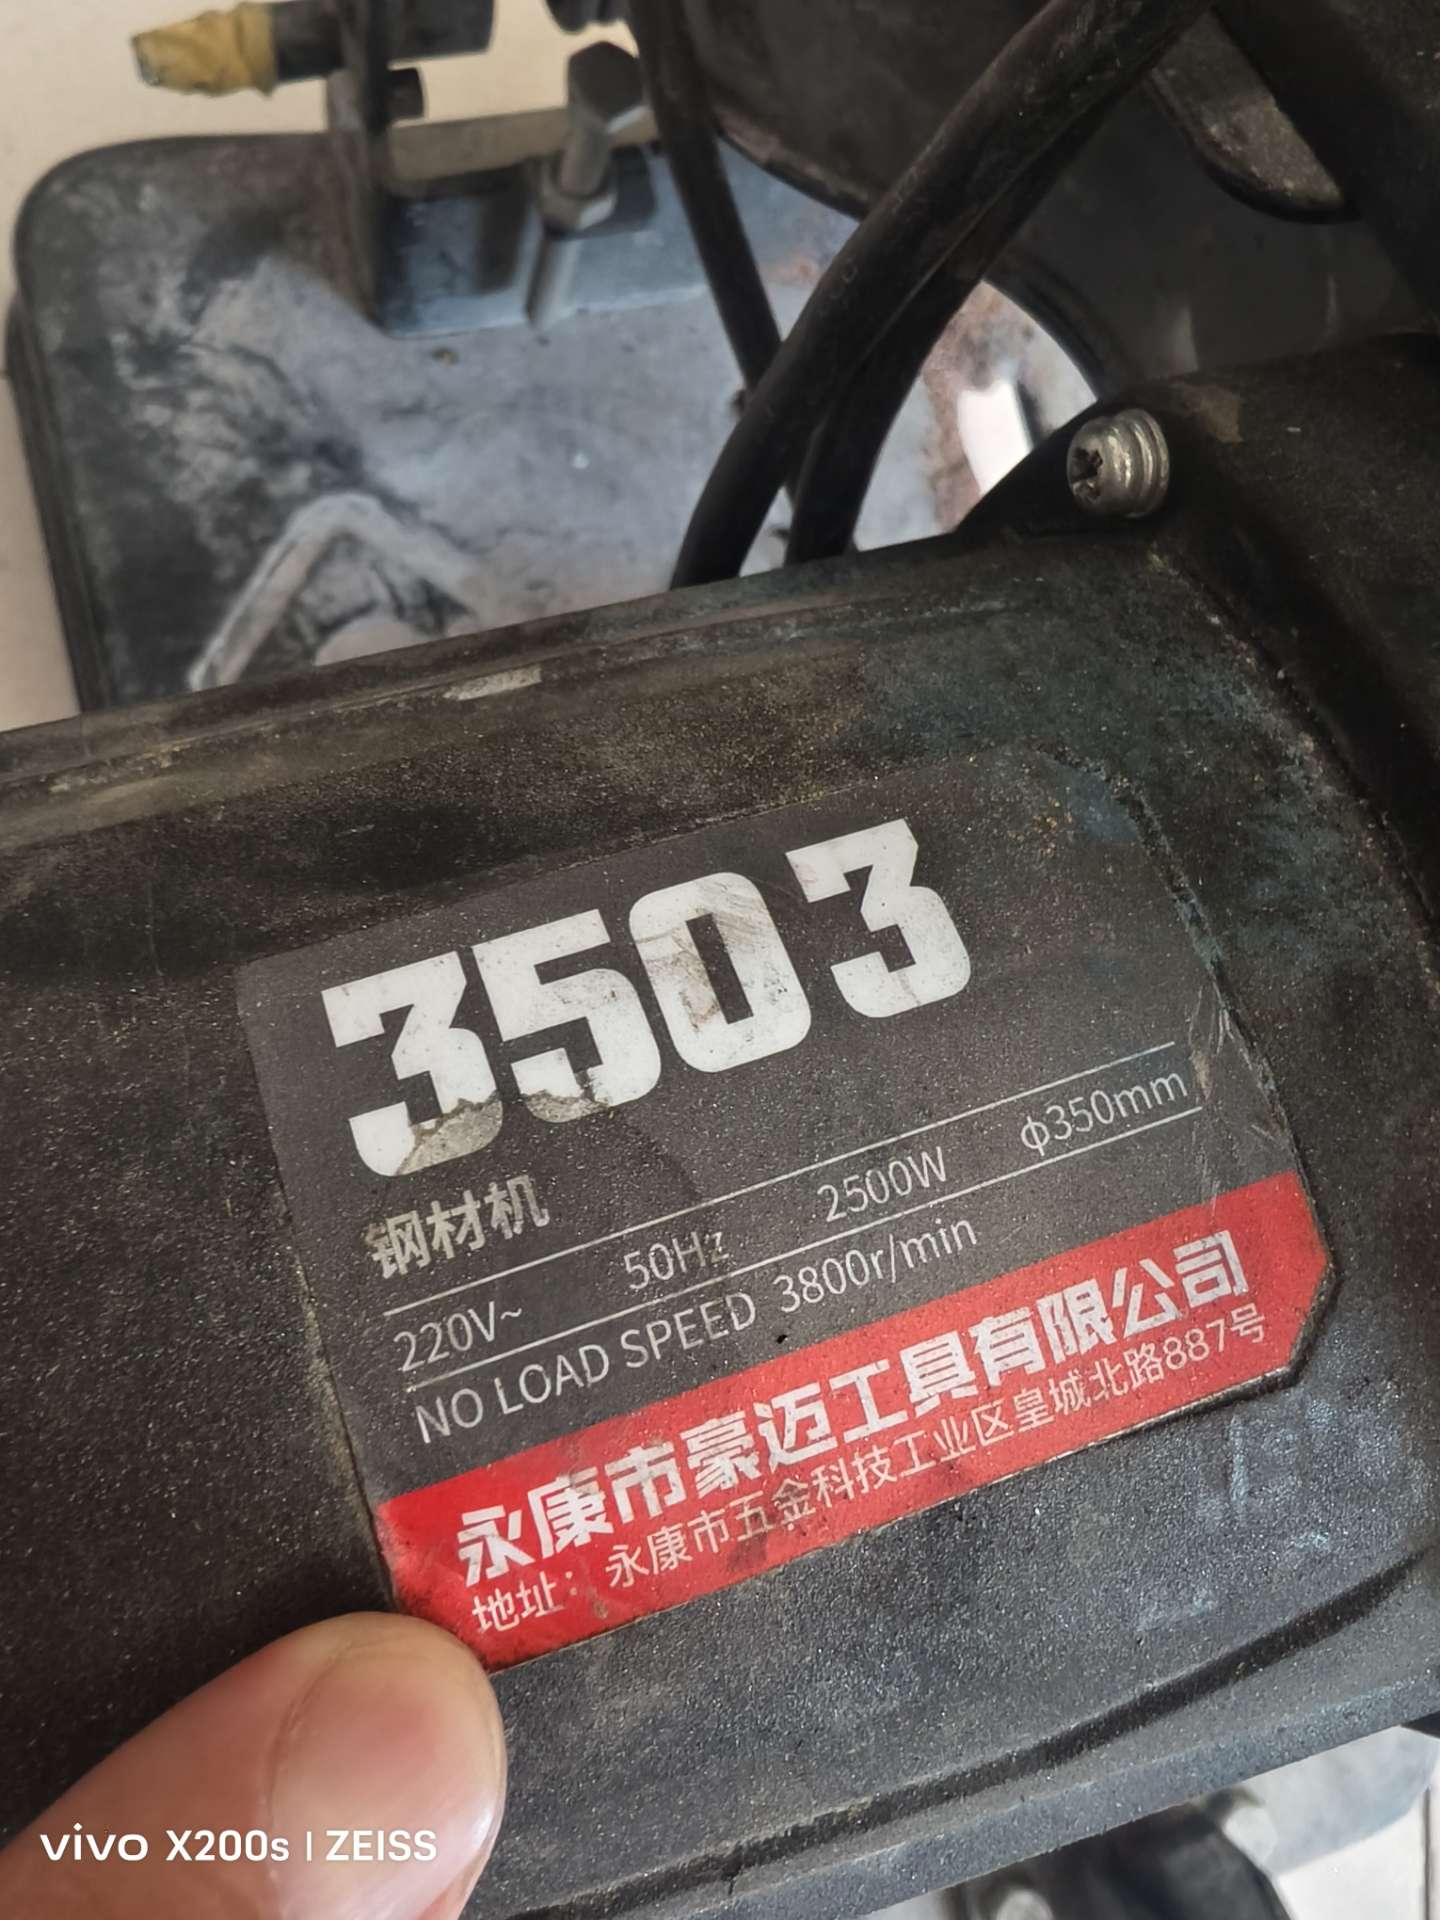 3503
钢材机
220V~ 50Hz 2500W ф350mm
NO LOAD SPEED 3800r/min
永康市豪迈工具有限公司
地址：永康市五金科技工业区皇城北路887号
vivo X200s | ZEISS